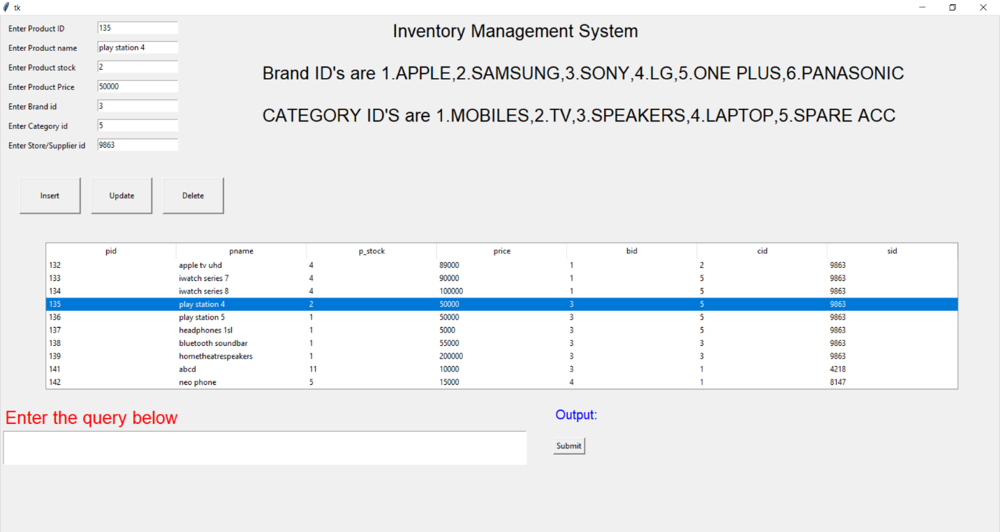 tk
Enter Product ID 135
Enter Product name play station 4
Enter Product stock 2
Enter Product Price 50000
Enter Brand id 3
Enter Category id 5
Enter Store/Supplier id 9863
Inventory Management System
Brand ID's are 1.APPLE,2.SAMSUNG,3.SONY,4.LG,5.ONE PLUS,6.PANASONIC
CATEGORY ID'S are 1.MOBILES,2.TV,3.SPEAKERS,4.LAPTOP,5.SPARE ACC
Insert Update Delete
pid pname p_stock price bid cid sid
132 apple tv uhd 4 89000 1 2 9863
133 iwatch series 7 4 90000 1 5 9863
134 iwatch series 8 4 100000 1 5 9863
135 play station 4 2 50000 3 5 9863
136 play station 5 1 50000 3 5 9863
137 headphones 1sl 1 5000 3 5 9863
138 bluetooth soundbar 1 55000 3 3 9863
139 hometheatrespeakers 1 200000 3 3 9863
141 abcd 11 10000 3 1 4218
142 neo phone 5 15000 4 1 8147
Enter the query below
Output:
Submit